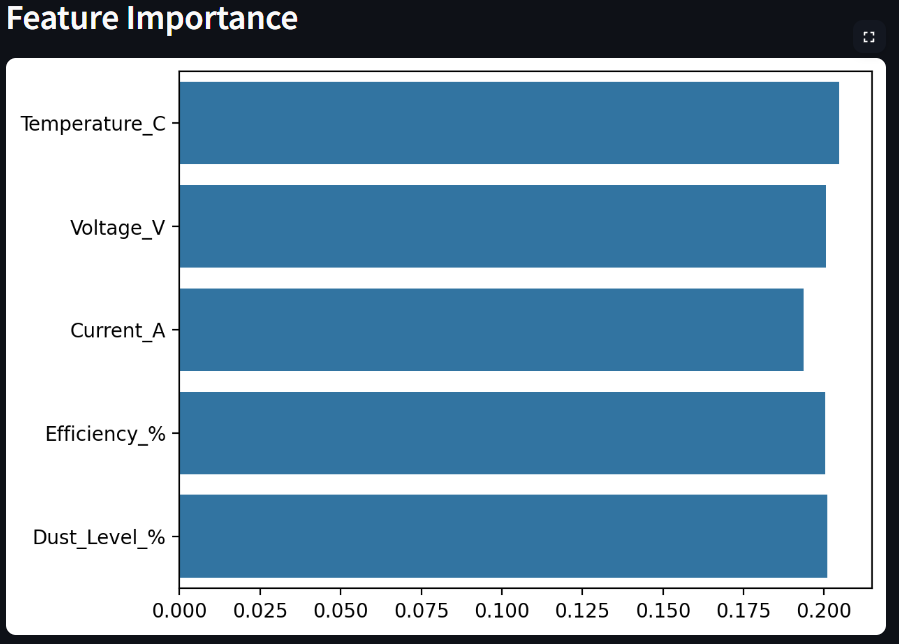 Feature Importance
Temperature_C
Voltage_V
Current_A
Efficiency_%
Dust_Level_%
0.000 0.025 0.050 0.075 0.100 0.125 0.150 0.175 0.200